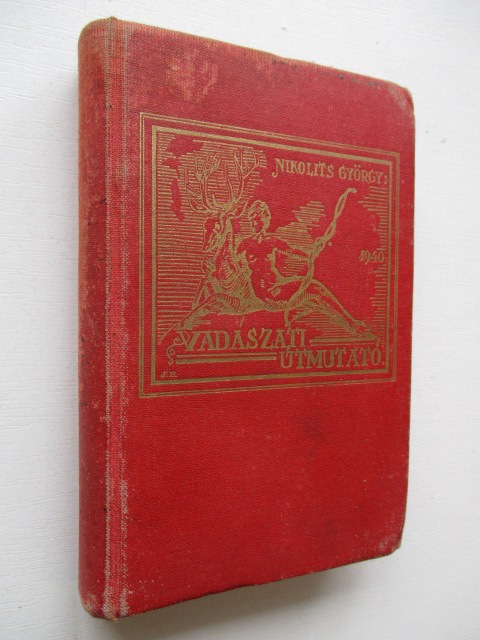 NIKOLITS GYÖRGY:
1940
VADÁSZATI
ÚTMUTATÓ.